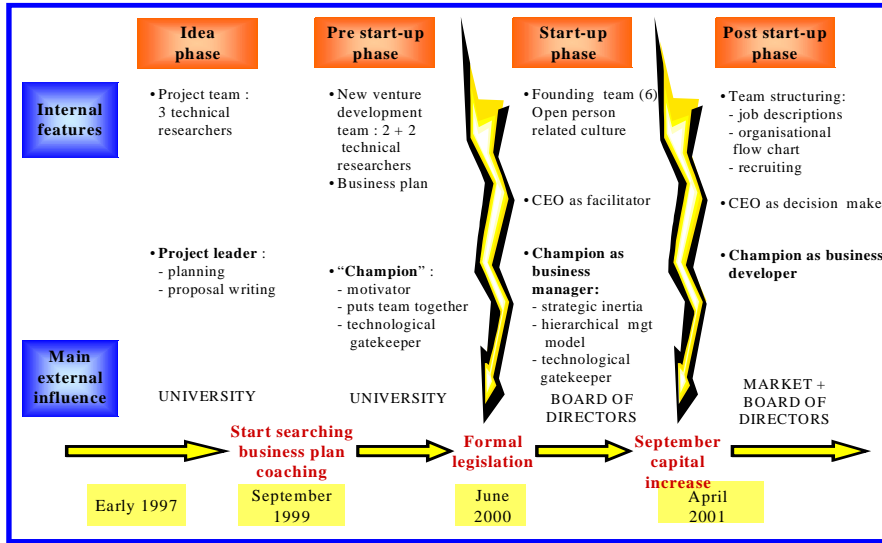 Idea
phase
Pre start-up
phase
Start-up
phase
Post start-up
phase
Internal
features
• Project team :
3 technical
researchers
• New venture
development
team : 2 + 2
technical
researchers
• Business plan
• Founding team (6)
Open person
related culture
• Team structuring:
- job descriptions
- organisational
flow chart
- recruiting
• CEO as facilitator
• CEO as decision make
• Project leader :
- planning
- proposal writing
• “Champion” :
- motivator
- puts team together
- technological
gatekeeper
• Champion as
business
manager:
- strategic inertia
- hierarchical mgt
model
- technological
gatekeeper
• Champion as business
developer
Main
external
influence
UNIVERSITY
UNIVERSITY
BOARD OF
DIRECTORS
MARKET +
BOARD OF
DIRECTORS
Start searching
business plan
coaching
Formal
legislation
September
capital
increase
Early 1997
September
1999
June
2000
April
2001